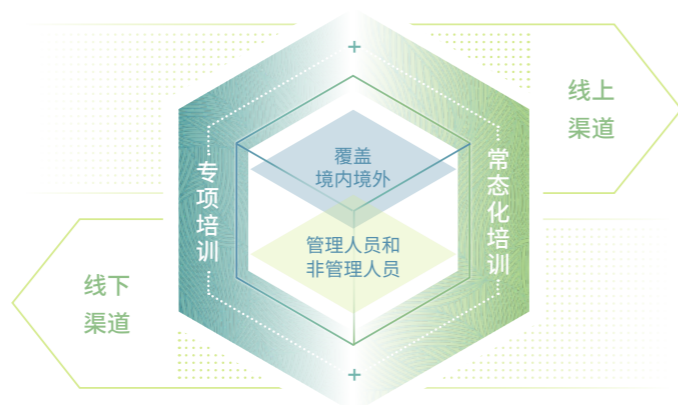 +
线上
渠道
覆盖
境内境外
专项培训
常态化培训
管理人员和
非管理人员
线下
渠道
+